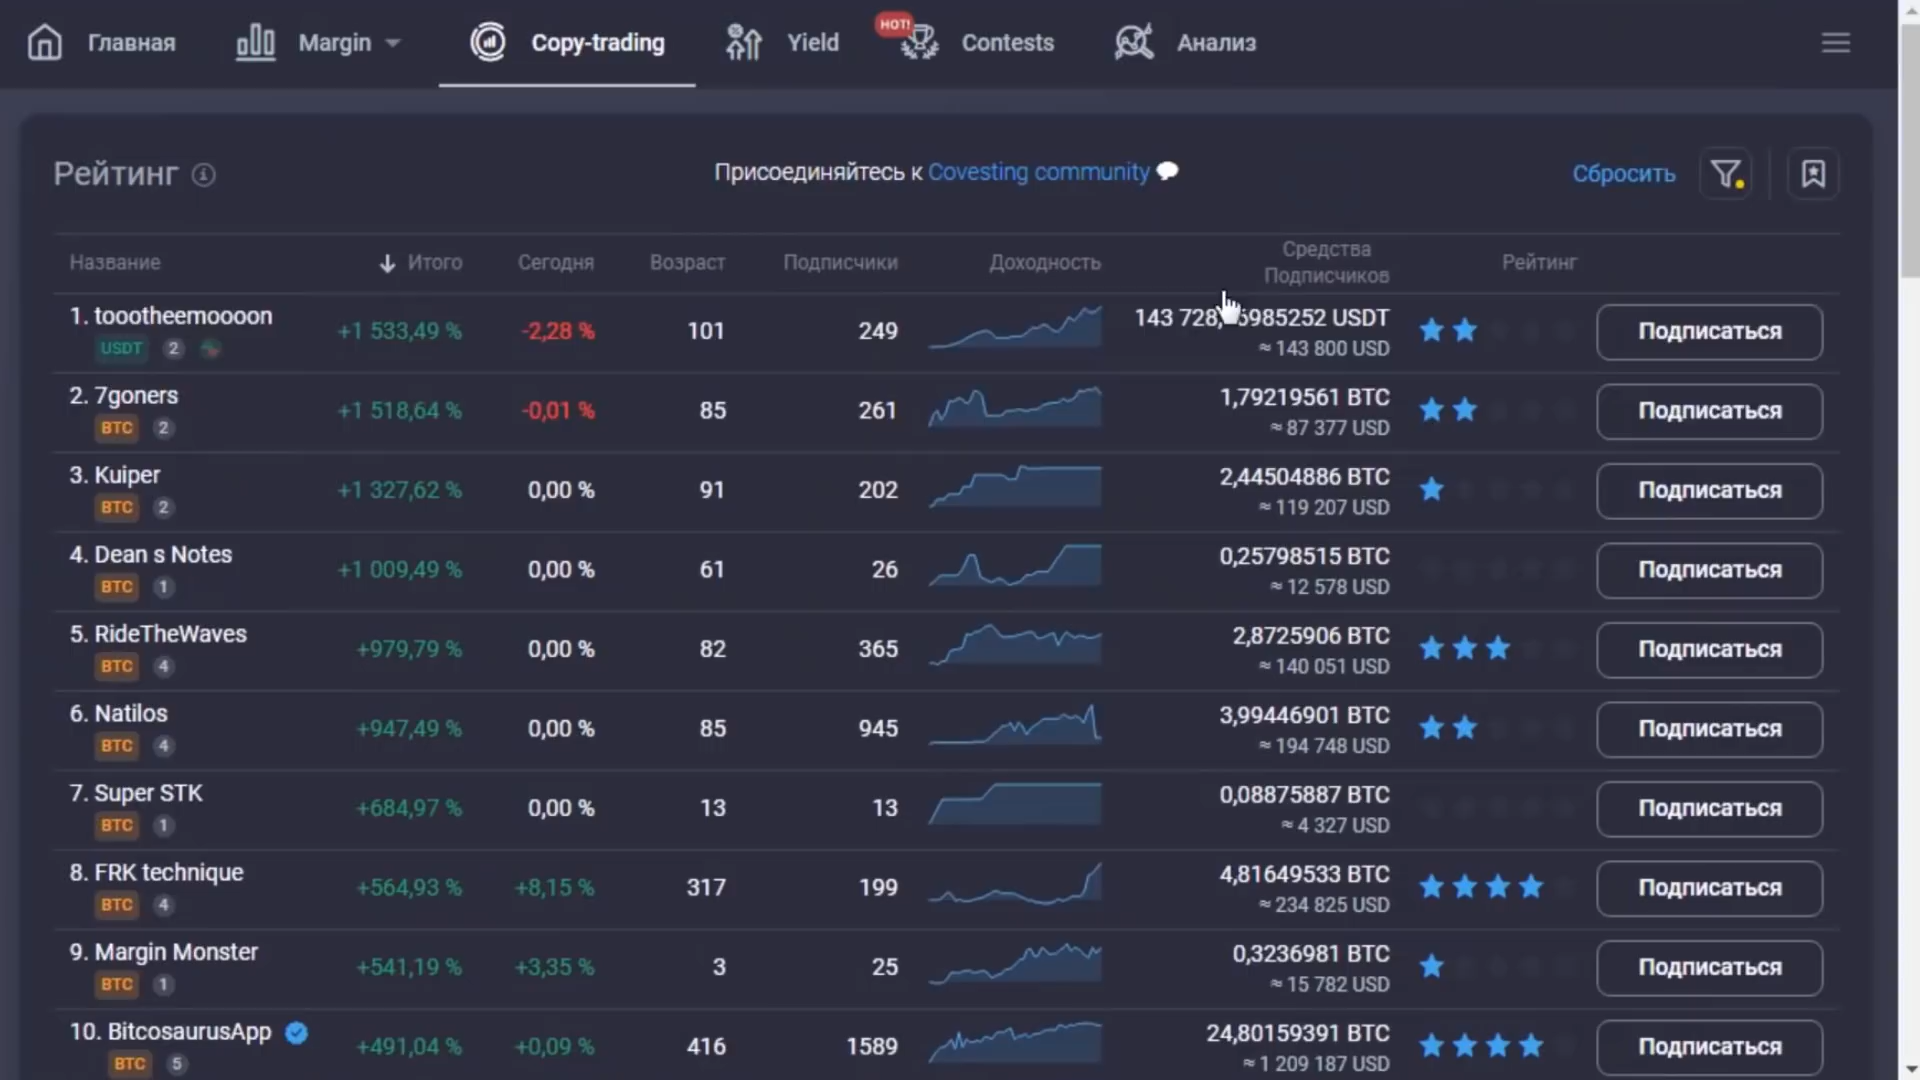 Главная Margin Copy-trading Yield HOT! Contests Анализ
Рейтинг Присоединяйтесь к Covesting community Сбросить
Название Итого Сегодня Возраст Подписчики Доходность Средства Подписчиков Рейтинг
1. toootheemoooon +1 533,49 % -2,28 % 101 249 USDT Подписаться
USDT 2 ≈ 143 800 USD
2. 7goners +1 518,64 % -0,01 % 85 261 1,79219561 BTC Подписаться
BTC 2 ≈ 87 377 USD
3. Kuiper +1 327,62 % 0,00 % 91 202 2,44504886 BTC Подписаться
BTC 2 ≈ 119 207 USD
4. Dean s Notes +1 009,49 % 0,00 % 61 26 0,25798515 BTC Подписаться
BTC 1 ≈ 12 578 USD
5. RideTheWaves +979,79 % 0,00 % 82 365 2,8725906 BTC Подписаться
BTC 4 ≈ 140 051 USD
6. Natilos +947,49 % 0,00 % 85 945 3,99446901 BTC Подписаться
BTC 4 ≈ 194 748 USD
7. Super STK +684,97 % 0,00 % 13 13 0,08875887 BTC Подписаться
BTC 1 ≈ 4 327 USD
8. FRK technique +564,93 % +8,15 % 317 199 4,81649533 BTC Подписаться
BTC 4 ≈ 234 825 USD
9. Margin Monster +541,19 % +3,35 % 3 25 0,3236981 BTC Подписаться
BTC 1 ≈ 15 782 USD
10. BitcosaurusApp +491,04 % +0,09 % 416 1589 24,80159391 BTC Подписаться
BTC 5 ≈ 1 209 187 USD